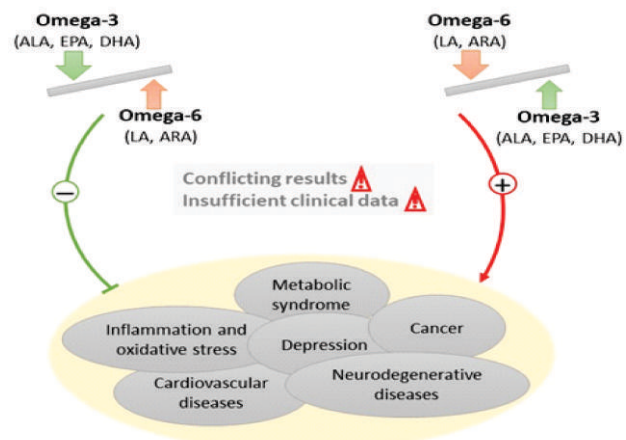 Omega-3
(ALA, EPA, DHA)
Omega-6
(LA, ARA)
Omega-6
(LA, ARA)
Omega-3
(ALA, EPA, DHA)
−
+
Conflicting results
Insufficient clinical data
Metabolic
syndrome
Inflammation and
oxidative stress
Depression
Cancer
Cardiovascular
diseases
Neurodegenerative
diseases